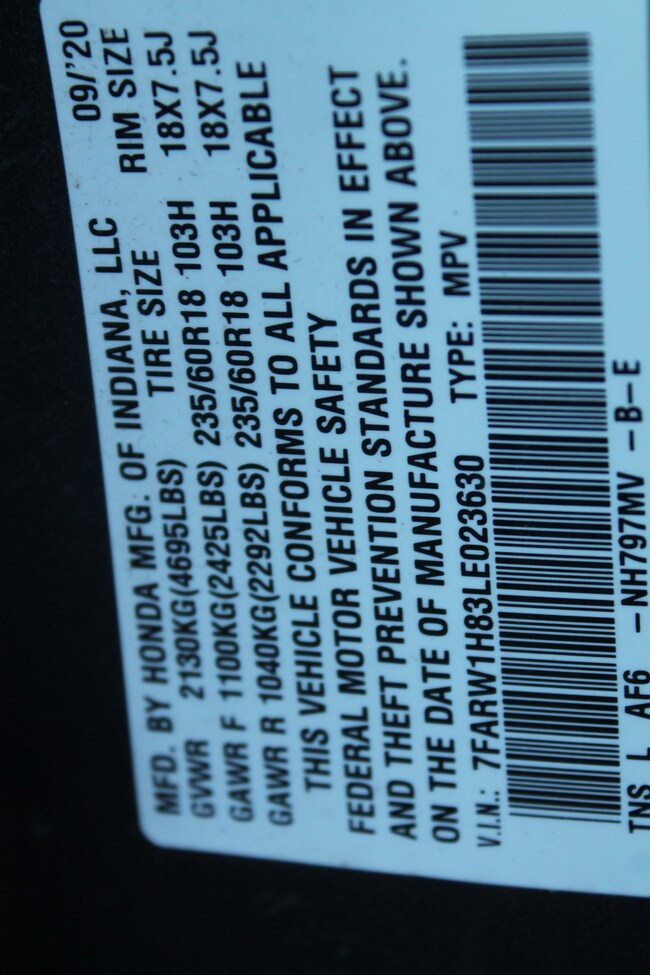 MFD. BY HONDA MFG. OF INDIANA, LLC 09/'20
GVWR 2130KG(4695LBS) TIRE SIZE RIM SIZE
GAWR F 1100KG(2425LBS) 235/60R18 103H 18X7.5J
GAWR R 1040KG(2292LBS) 235/60R18 103H 18X7.5J
THIS VEHICLE CONFORMS TO ALL APPLICABLE
FEDERAL MOTOR VEHICLE SAFETY
AND THEFT PREVENTION STANDARDS IN EFFECT
ON THE DATE OF MANUFACTURE SHOWN ABOVE.
V.I.N.: 7FARW1H83LE023630 TYPE: MPV
TNS L AF6 -NH797MV -B-E